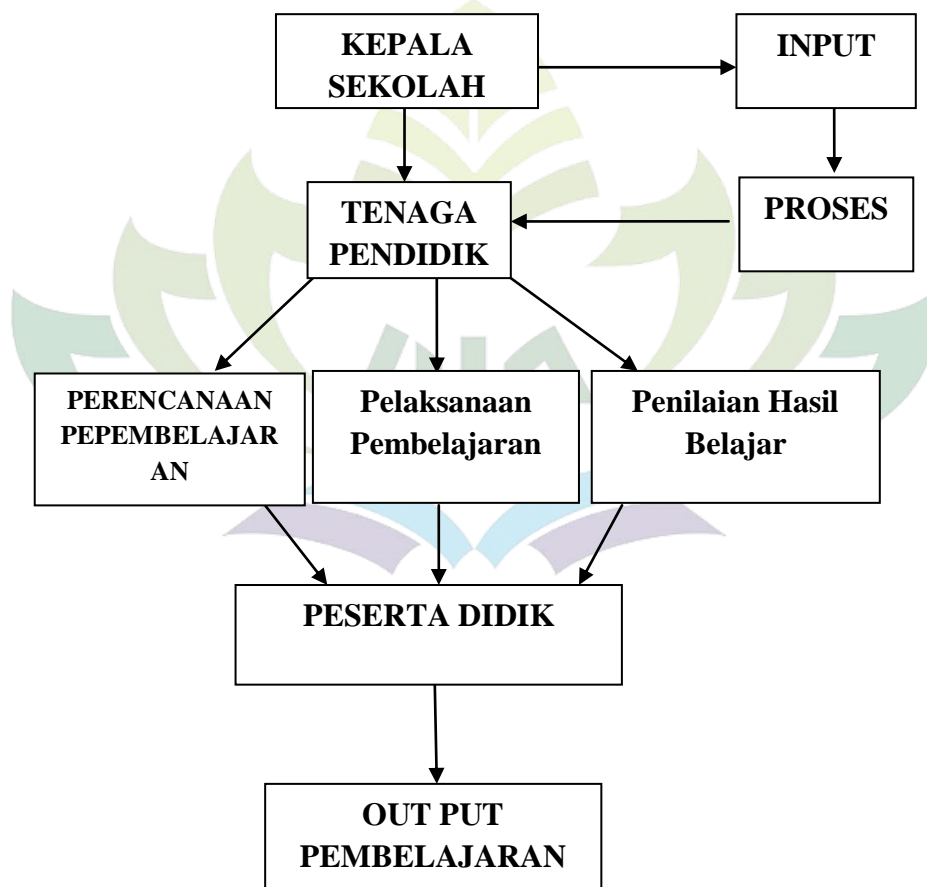 KEPALA
SEKOLAH
INPUT
TENAGA
PENDIDIK
PROSES
PERENCANAAN
PEPEMBELAJAR
AN
Pelaksanaan
Pembelajaran
Penilaian Hasil
Belajar
PESERTA DIDIK
OUT PUT
PEMBELAJARAN